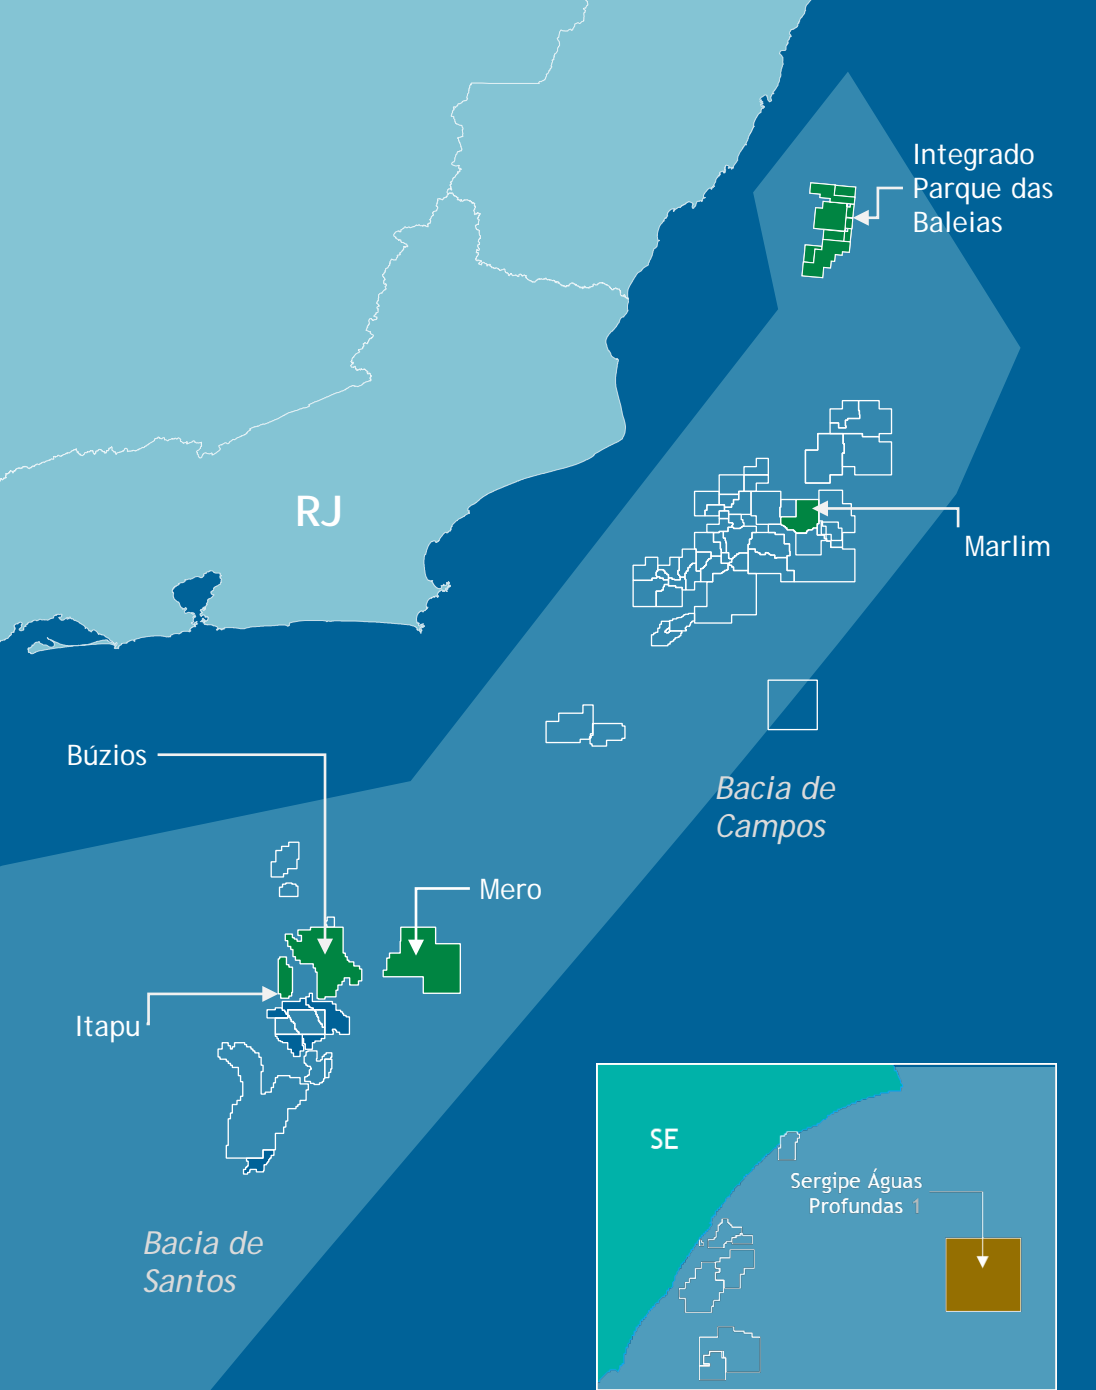 Integrado
Parque das
Baleias
RJ
Marlim
Búzios
Bacia de
Campos
Mero
Itapu
SE
Sergipe Águas
Profundas 1
Bacia de
Santos